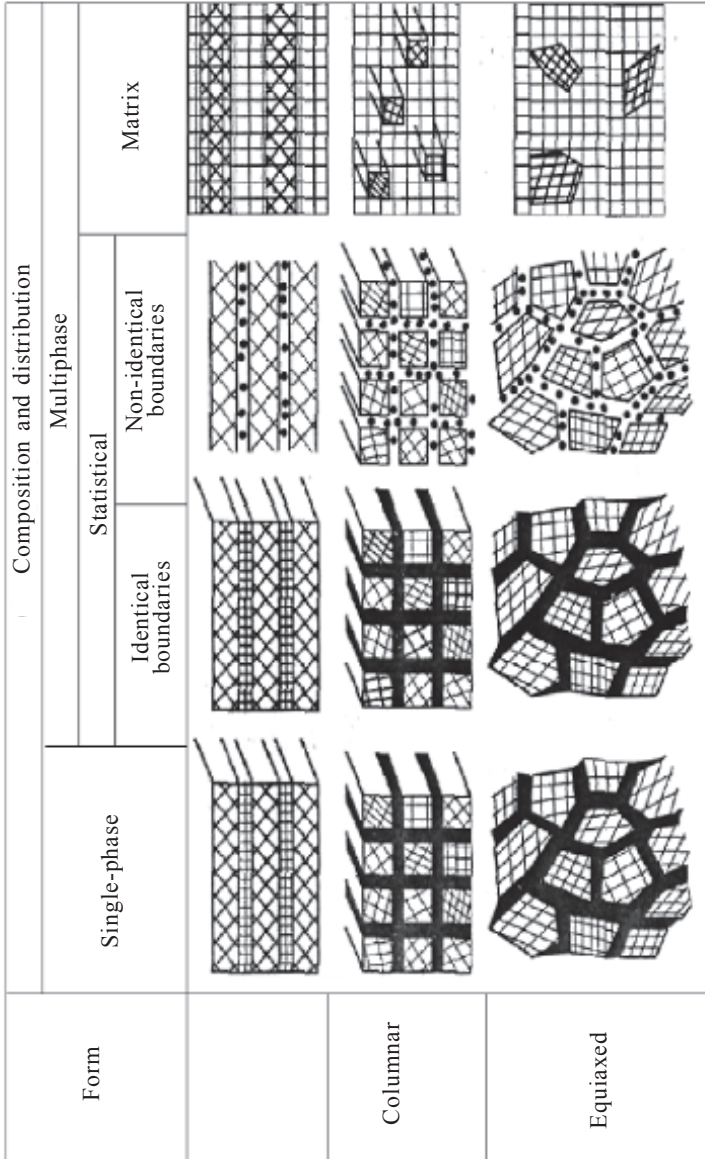 Form
Composition and distribution
Single-phase
Multiphase
Statistical
Matrix
Identical
boundaries
Non-identical
boundaries
Columnar
Equiaxed